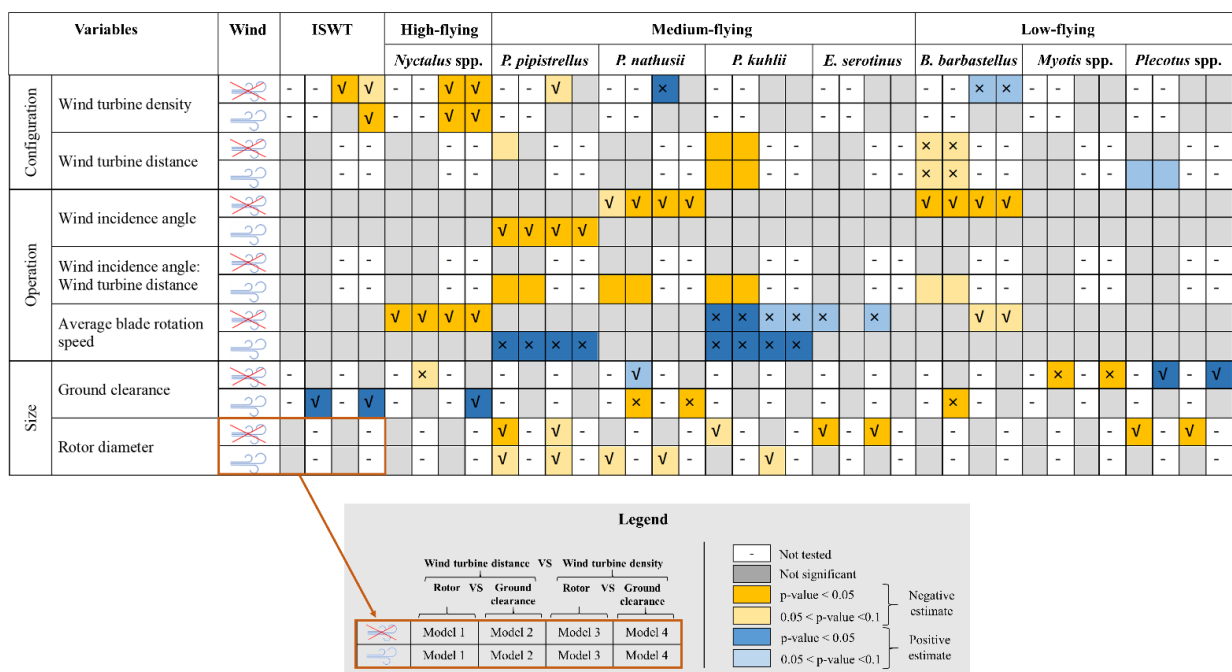 Variables Wind ISWT High-flying Medium-flying Low-flying
Nyctalus spp. P. pipistrellus P. nathusii P. kuhlii E. serotinus B. barbastellus Myotis spp. Plecotus spp.
Configuration
Wind turbine density
- - √ √ - - √ √ - - √ - - × - - - - - - × × - - - -
- - √ - - √ √ - - - - - - - - - - - - - -
Wind turbine distance
- - - - - - - - - - - - × × - - - - - -
- - - - - - - - - - - - × × - - - - - -
Operation
Wind incidence angle
√ √ √ √ √ √ √ √
√ √ √ √
Wind incidence angle:
Wind turbine distance
- - - - - - - - - - - - - - - - - -
- - - - - - - - - - - - - - - - - -
Average blade rotation
speed
√ √ √ √ × × × × × × √ √
× × × × × × × ×
Size
Ground clearance
- - - × - - - - √ - - - - - - - - × - × - √ - √
- √ - √ - - √ - - - × - × - - - - - × - - - - -
Rotor diameter
- - - - √ - √ - - - √ - - √ - √ - - - - - √ - √ -
- - - - √ - √ - √ - √ - - √ - - - - - - - - -
Legend
Wind turbine distance VS Wind turbine density
Rotor VS Ground clearance Rotor VS Ground clearance
Model 1 Model 2 Model 3 Model 4
Model 1 Model 2 Model 3 Model 4
- Not tested
Not significant
p-value < 0.05
0.05 < p-value <0.1
Negative estimate
p-value < 0.05
0.05 < p-value <0.1
Positive estimate